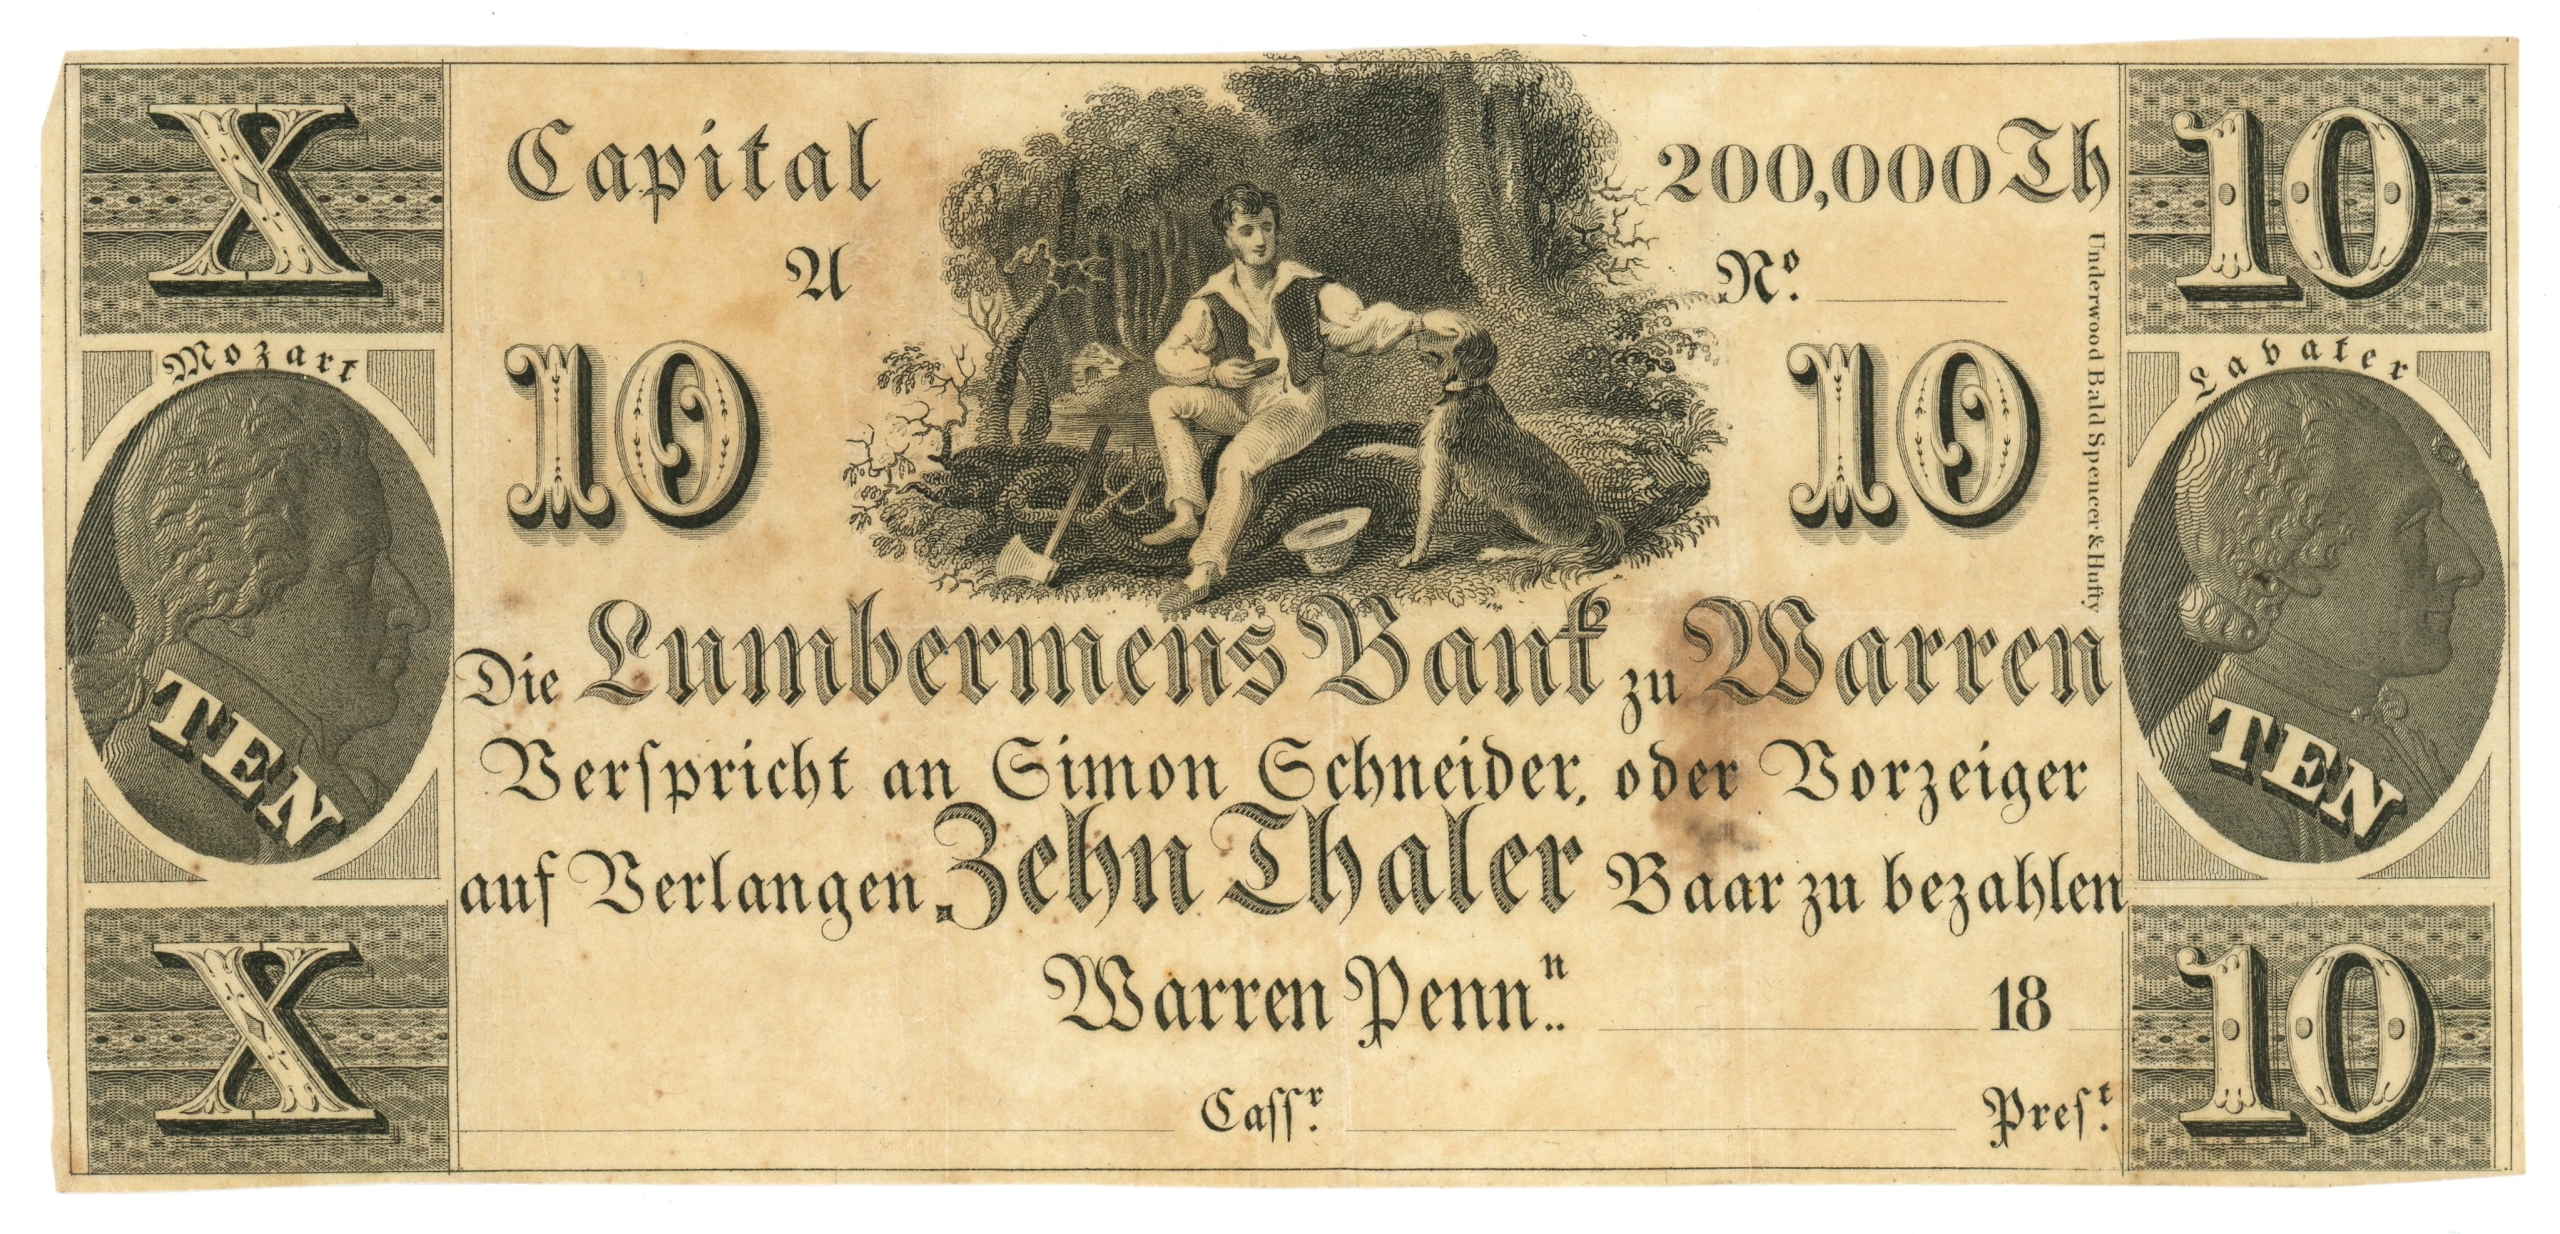 X
Capital
200,000 Th
10
A
Nº.
Mozart
10
10
Lavater
Underwood Bald Spencer & Hufty
Die Lumbermens Bank zu Warren
TEN
TEN
Verſpricht an Simon Schneider, oder Vorzeiger
auf Verlangen Zehn Thaler Baar zu bezahlen
X
Warren Pennⁿ.. 18
10
Caſſʳ.
Preſᵗ.